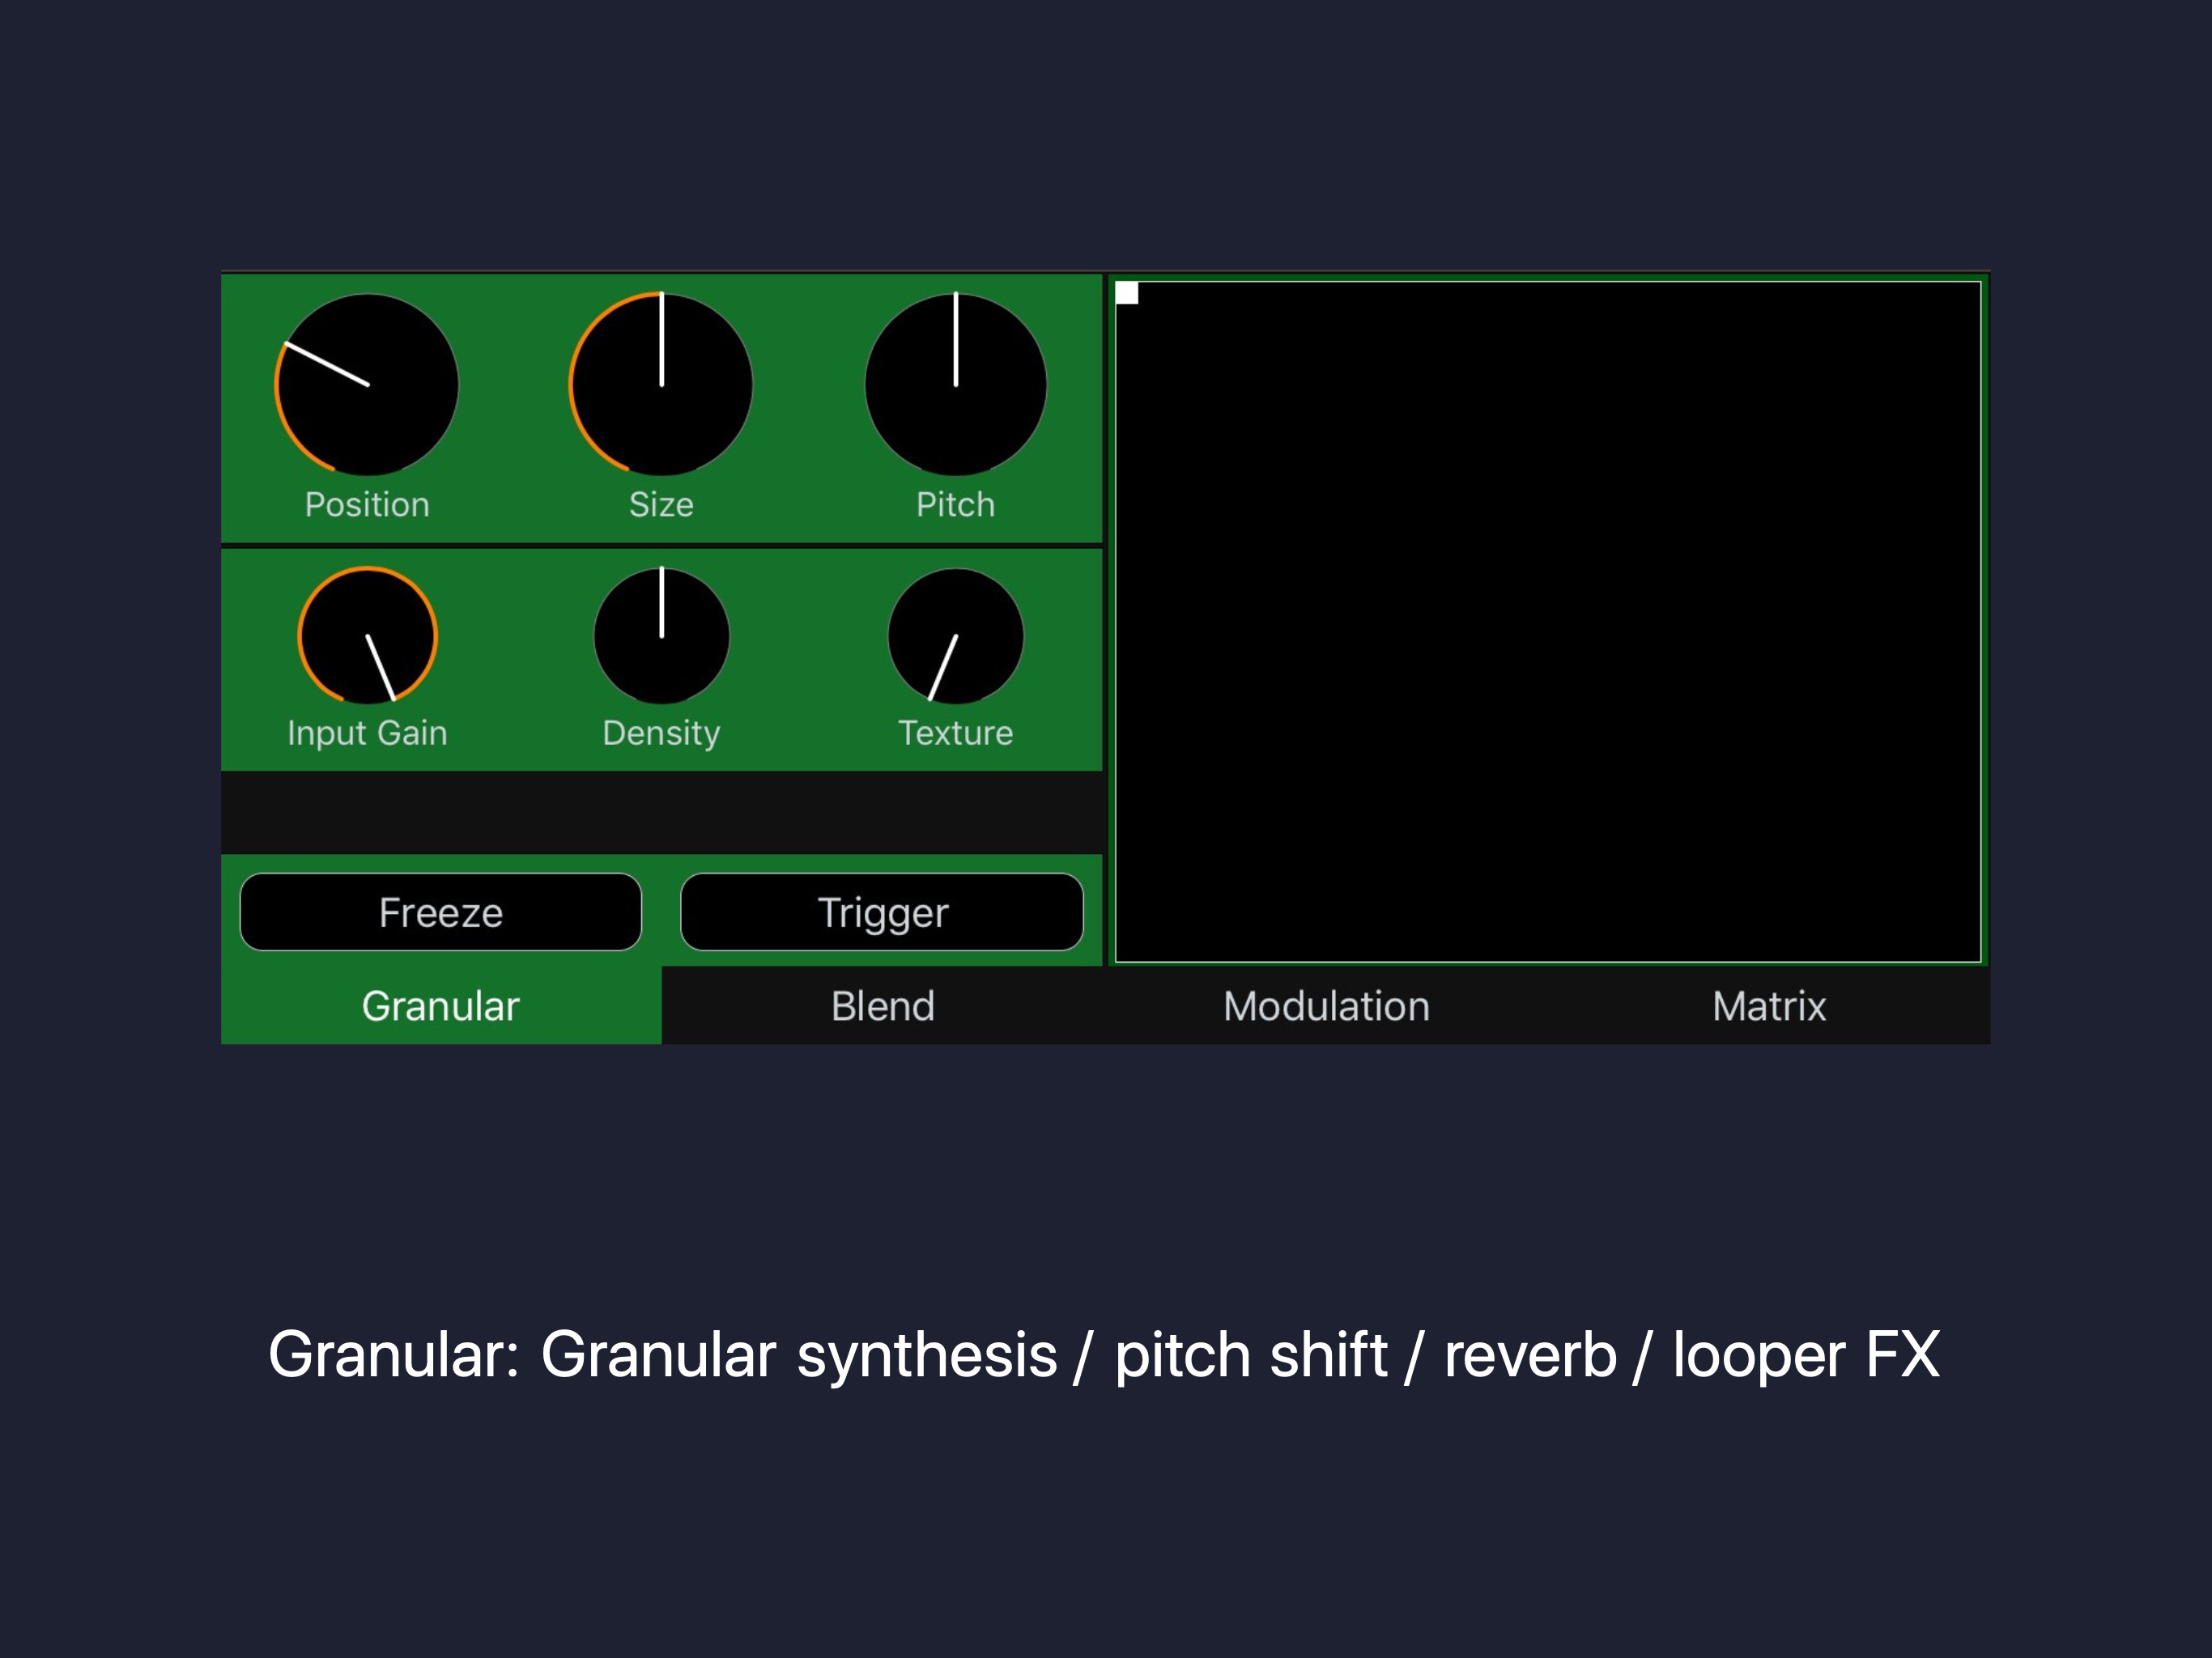 Position Size Pitch
Input Gain Density Texture
Freeze Trigger
Granular Blend Modulation Matrix
Granular: Granular synthesis / pitch shift / reverb / looper FX